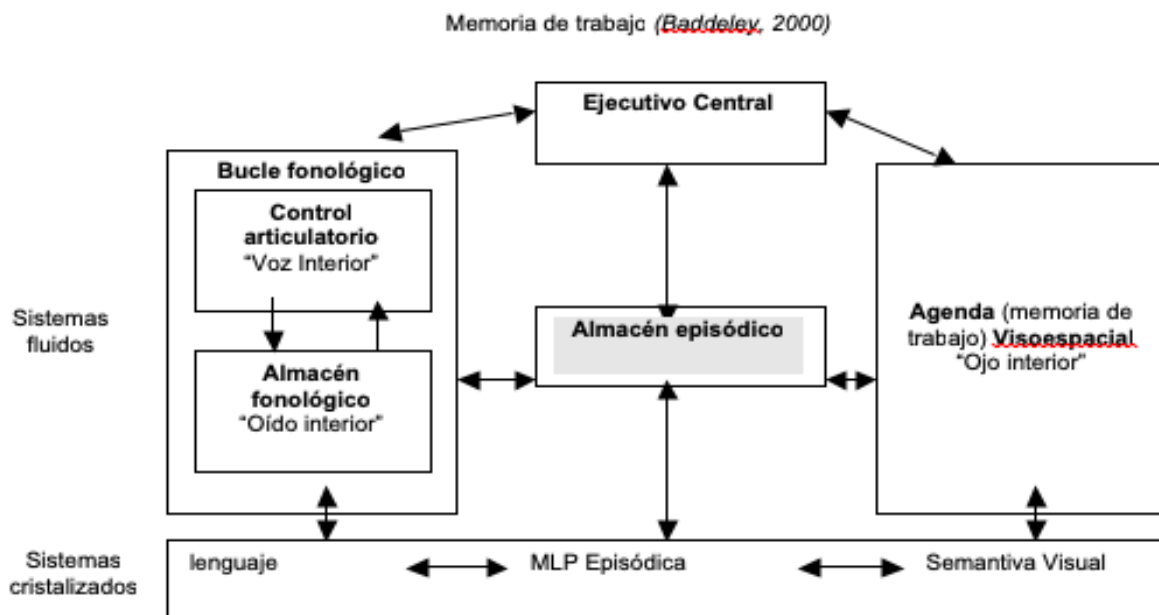 Memoria de trabajo (Baddeley, 2000)
Ejecutivo Central
Bucle fonológico
Control
articulatorio
“Voz Interior”
Sistemas
fluidos
Almacén
fonológico
“Oído interior”
Almacén episódico
Agenda (memoria de
trabajo) Visoespacial
“Ojo interior”
Sistemas
cristalizados
lenguaje
MLP Episódica
Semantiva Visual